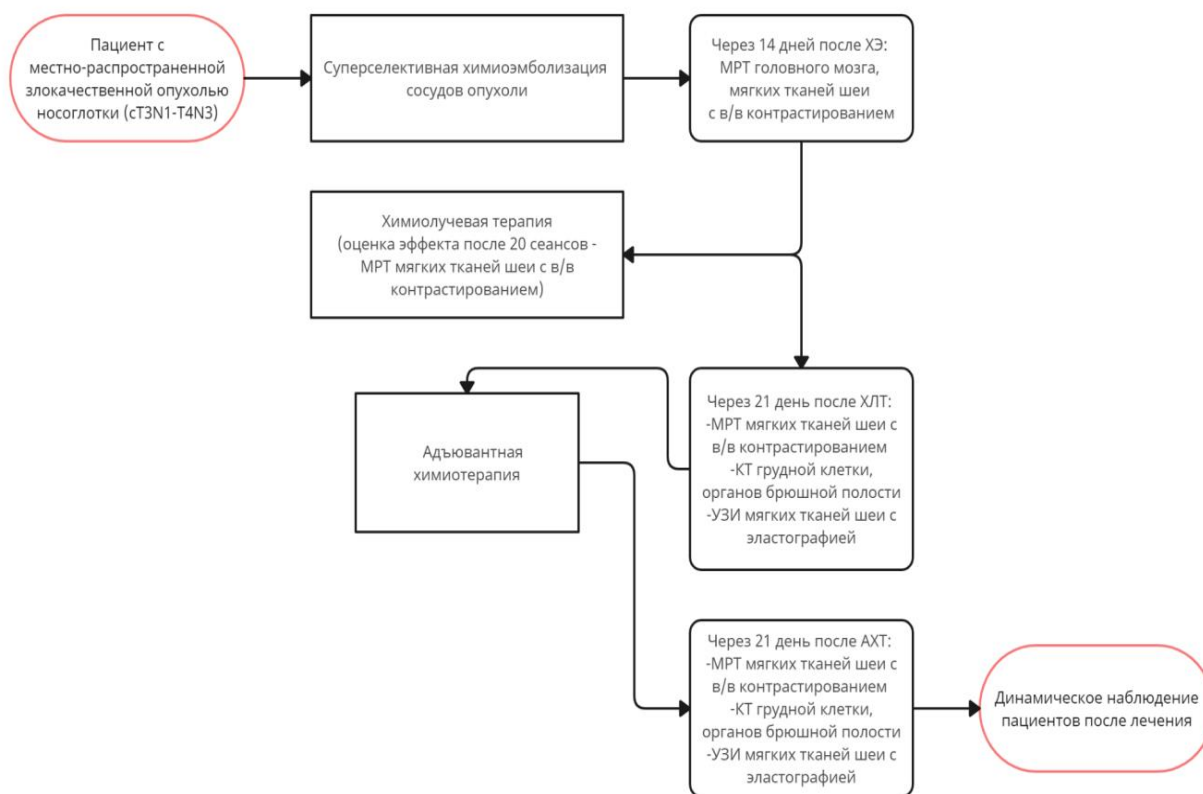 Пациент с
местно-распространенной
злокачественной опухолью
носоглотки (cT3N1-T4N3)
Суперселективная химиоэмболизация
сосудов опухоли
Через 14 дней после ХЭ:
МРТ головного мозга,
мягких тканей шеи
с в/в контрастированием
Химиолучевая терапия
(оценка эффекта после 20 сеансов -
МРТ мягких тканей шеи с в/в
контрастированием)
Через 21 день после ХЛТ:
-МРТ мягких тканей шеи с
в/в контрастированием
-КТ грудной клетки,
органов брюшной полости
-УЗИ мягких тканей шеи с
эластографией
Адъювантная
химиотерапия
Через 21 день после АХТ:
-МРТ мягких тканей шеи с
в/в контрастированием
-КТ грудной клетки,
органов брюшной полости
-УЗИ мягких тканей шеи с
эластографией
Динамическое наблюдение
пациентов после лечения